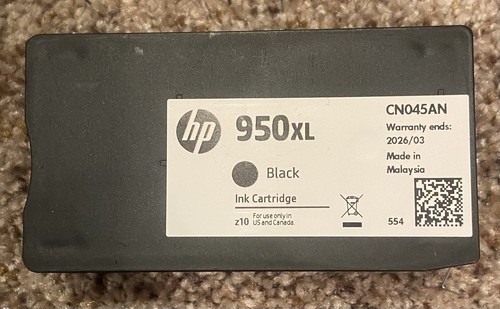 hp 950XL
Black
Ink Cartridge
z10 For use only in
US and Canada.
CN045AN
Warranty ends:
2026/03
Made in
Malaysia
554